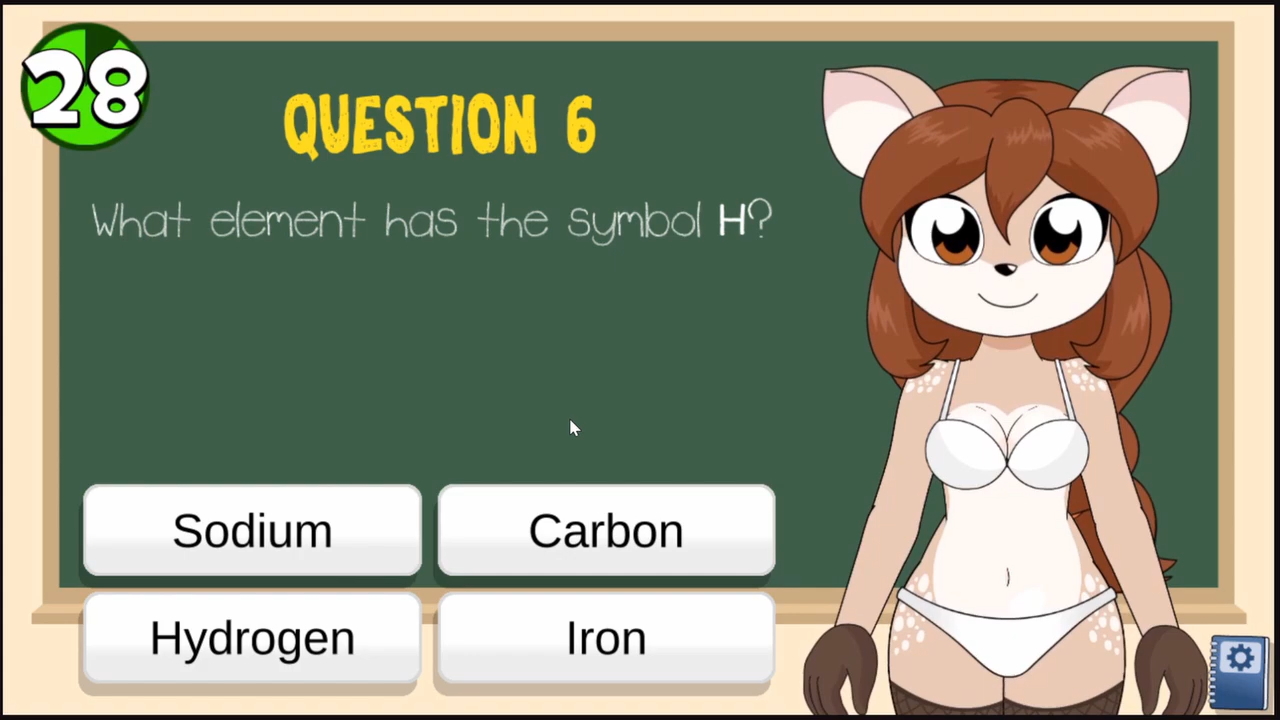 28
QUESTION 6
What element has the symbol H?
Sodium
Carbon
Hydrogen
Iron